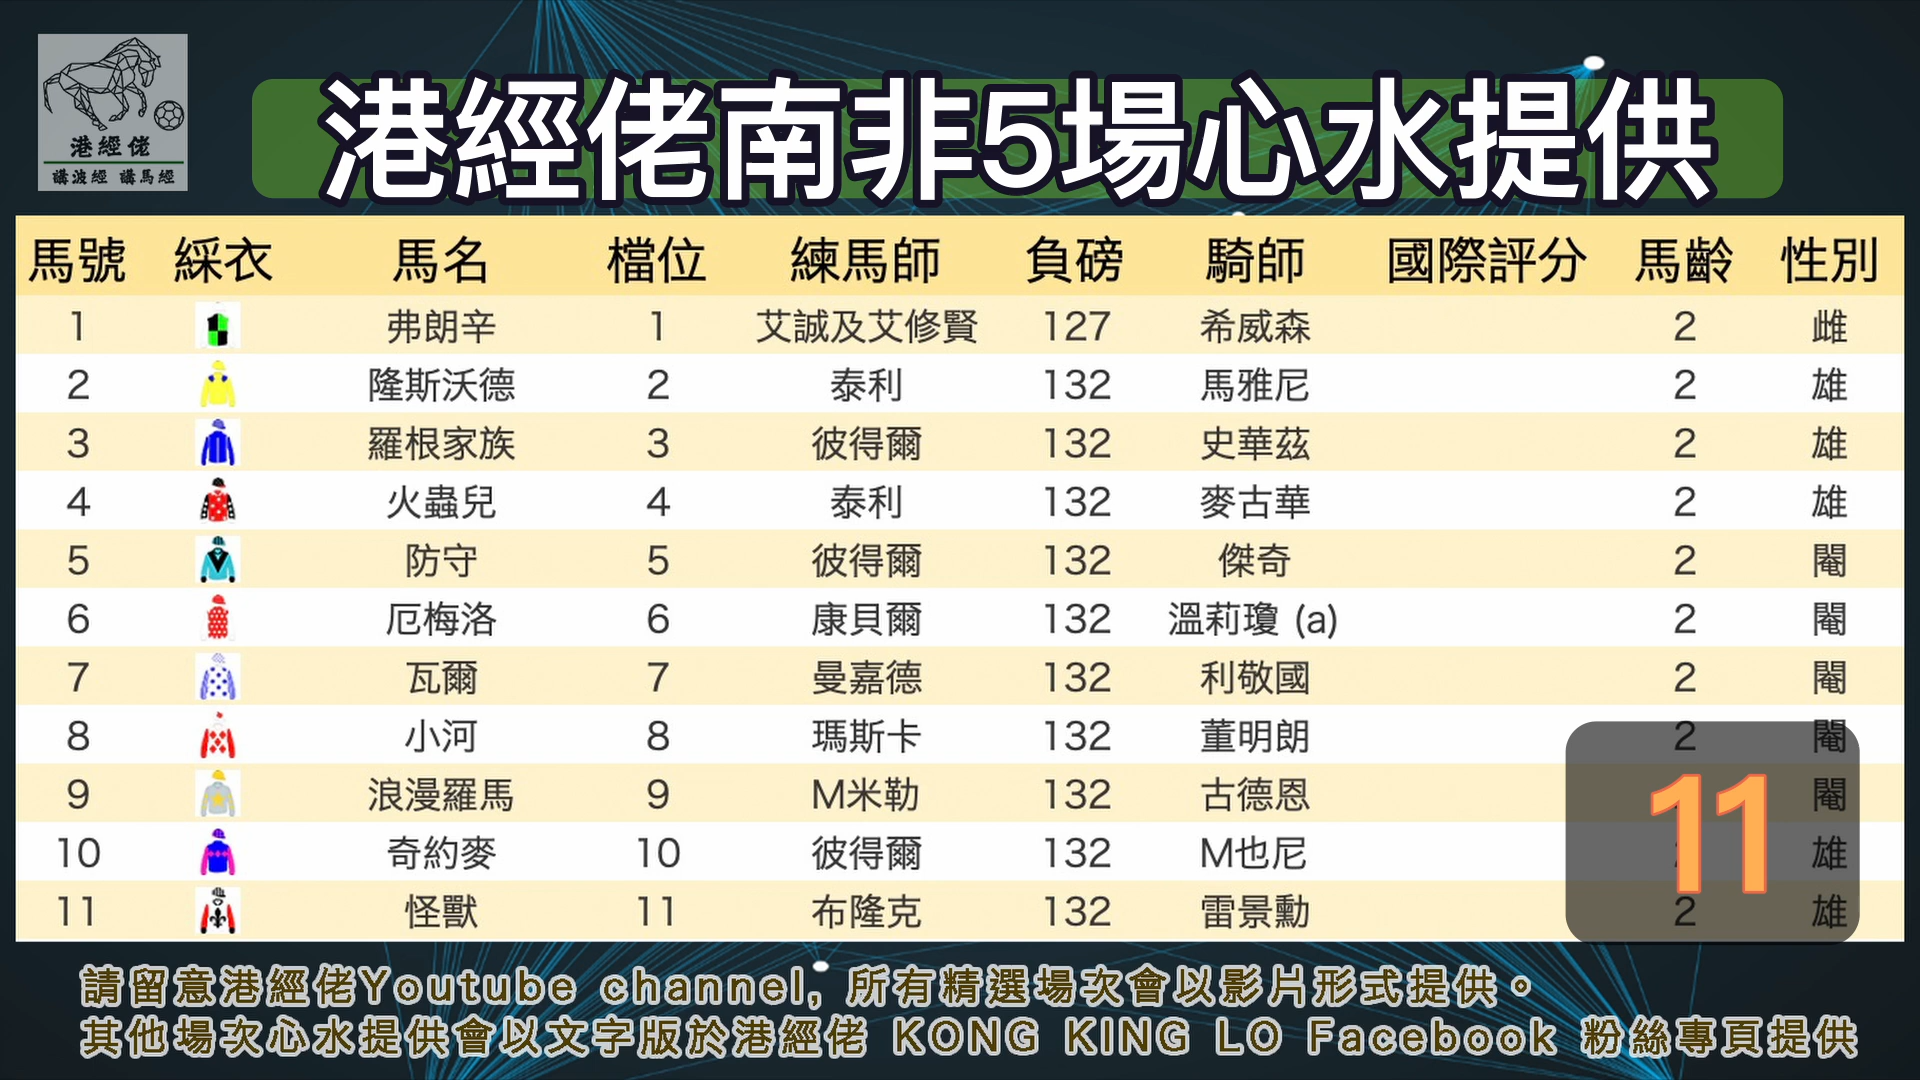 港經佬
講波經 講馬經
港經佬南非5場心水提供
馬號 綵衣 馬名 檔位 練馬師 負磅 騎師 國際評分 馬齡 性別
1 弗朗辛 1 艾誠及艾修賢 127 希威森 2 雌
2 隆斯沃德 2 泰利 132 馬雅尼 2 雄
3 羅根家族 3 彼得爾 132 史華茲 2 雄
4 火蟲兒 4 泰利 132 麥古華 2 雄
5 防守 5 彼得爾 132 傑奇 2 閹
6 厄梅洛 6 康貝爾 132 溫莉瓊 (a) 2 閹
7 瓦爾 7 曼嘉德 132 利敬國 2 閹
8 小河 8 瑪斯卡 132 董明朗 2 閹
9 浪漫羅馬 9 M米勒 132 古德恩 閹
10 奇約麥 10 彼得爾 132 M也尼 雄
11 怪獸 11 布隆克 132 雷景勳 2 雄
11
請留意港經佬Youtube channel, 所有精選場次會以影片形式提供。
其他場次心水提供會以文字版於港經佬 KONG KING LO Facebook 粉絲專頁提供